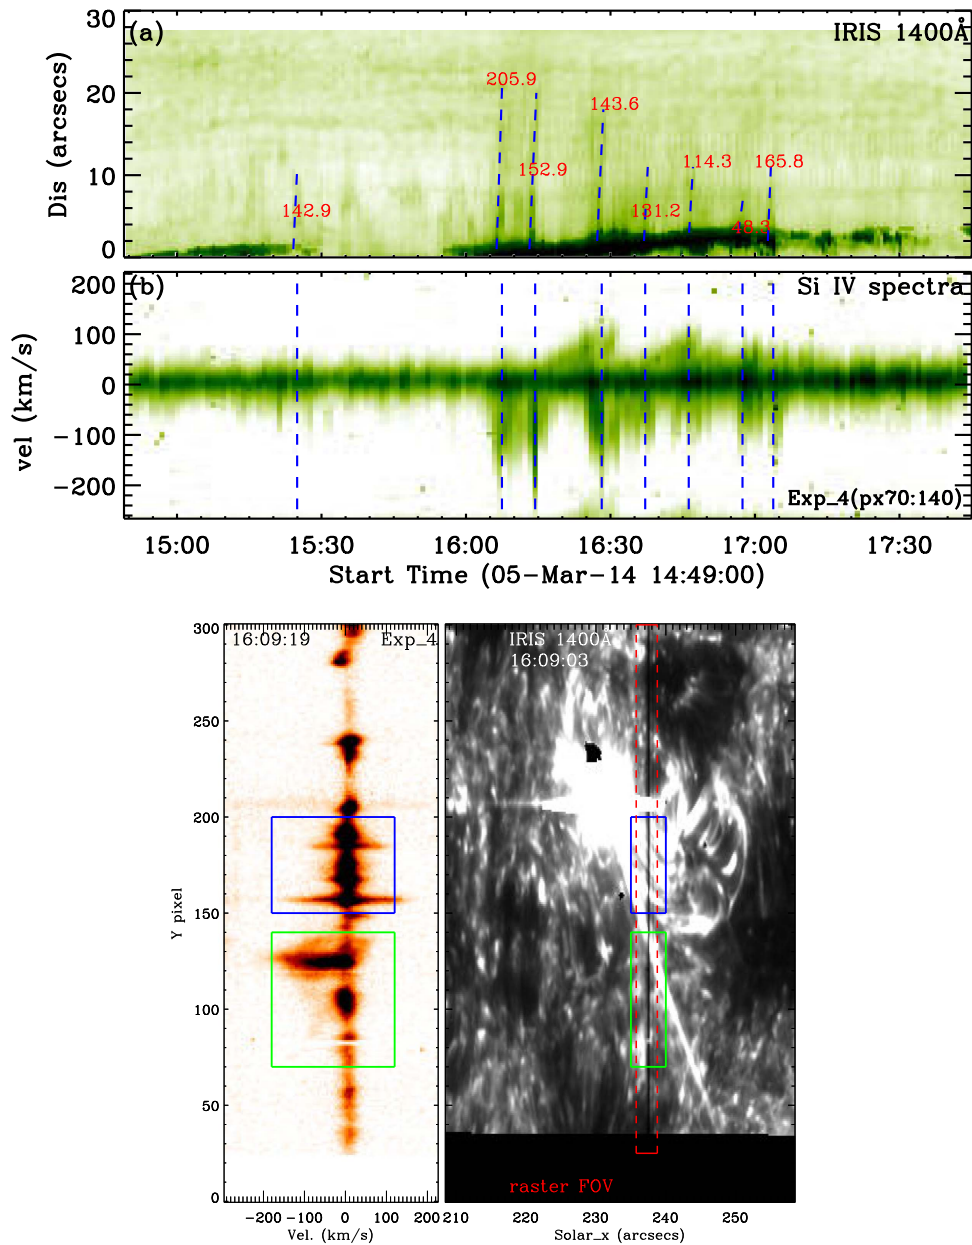 30
(a)
IRIS 1400Å
205.9
20
143.6
Dis (arcsecs)
152.9
114.3
165.8
10
142.9
131.2
48.3
0
200
(b)
Si IV spectra
100
vel (km/s)
0
-100
-200
Exp_4(px70:140)
15:00 15:30 16:00 16:30 17:00 17:30
Start Time (05-Mar-14 14:49:00)
300
16:09:19 Exp_4
IRIS 1400Å
16:09:03
250
200
150
Y pixel
100
50
raster FOV
0
-200 -100 0 100 200
210 220 230 240 250
Vel. (km/s)
Solar_x (arcsecs)